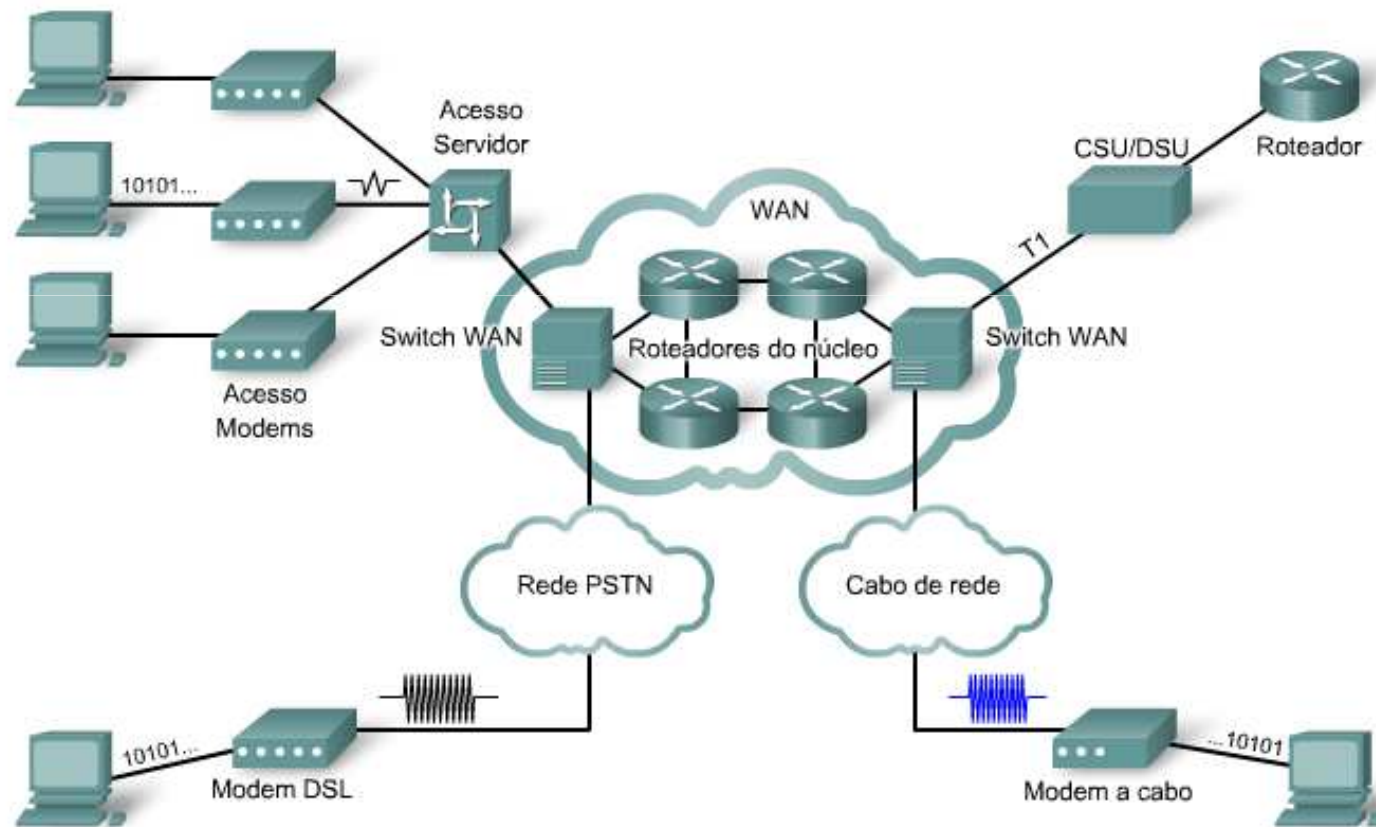 Acesso
Servidor
CSU/DSU
Roteador
10101...
WAN
T1
Switch WAN
Roteadores do núcleo
Switch WAN
Acesso
Modems
Rede PSTN
Cabo de rede
10101...
Modem DSL
...10101
Modem a cabo